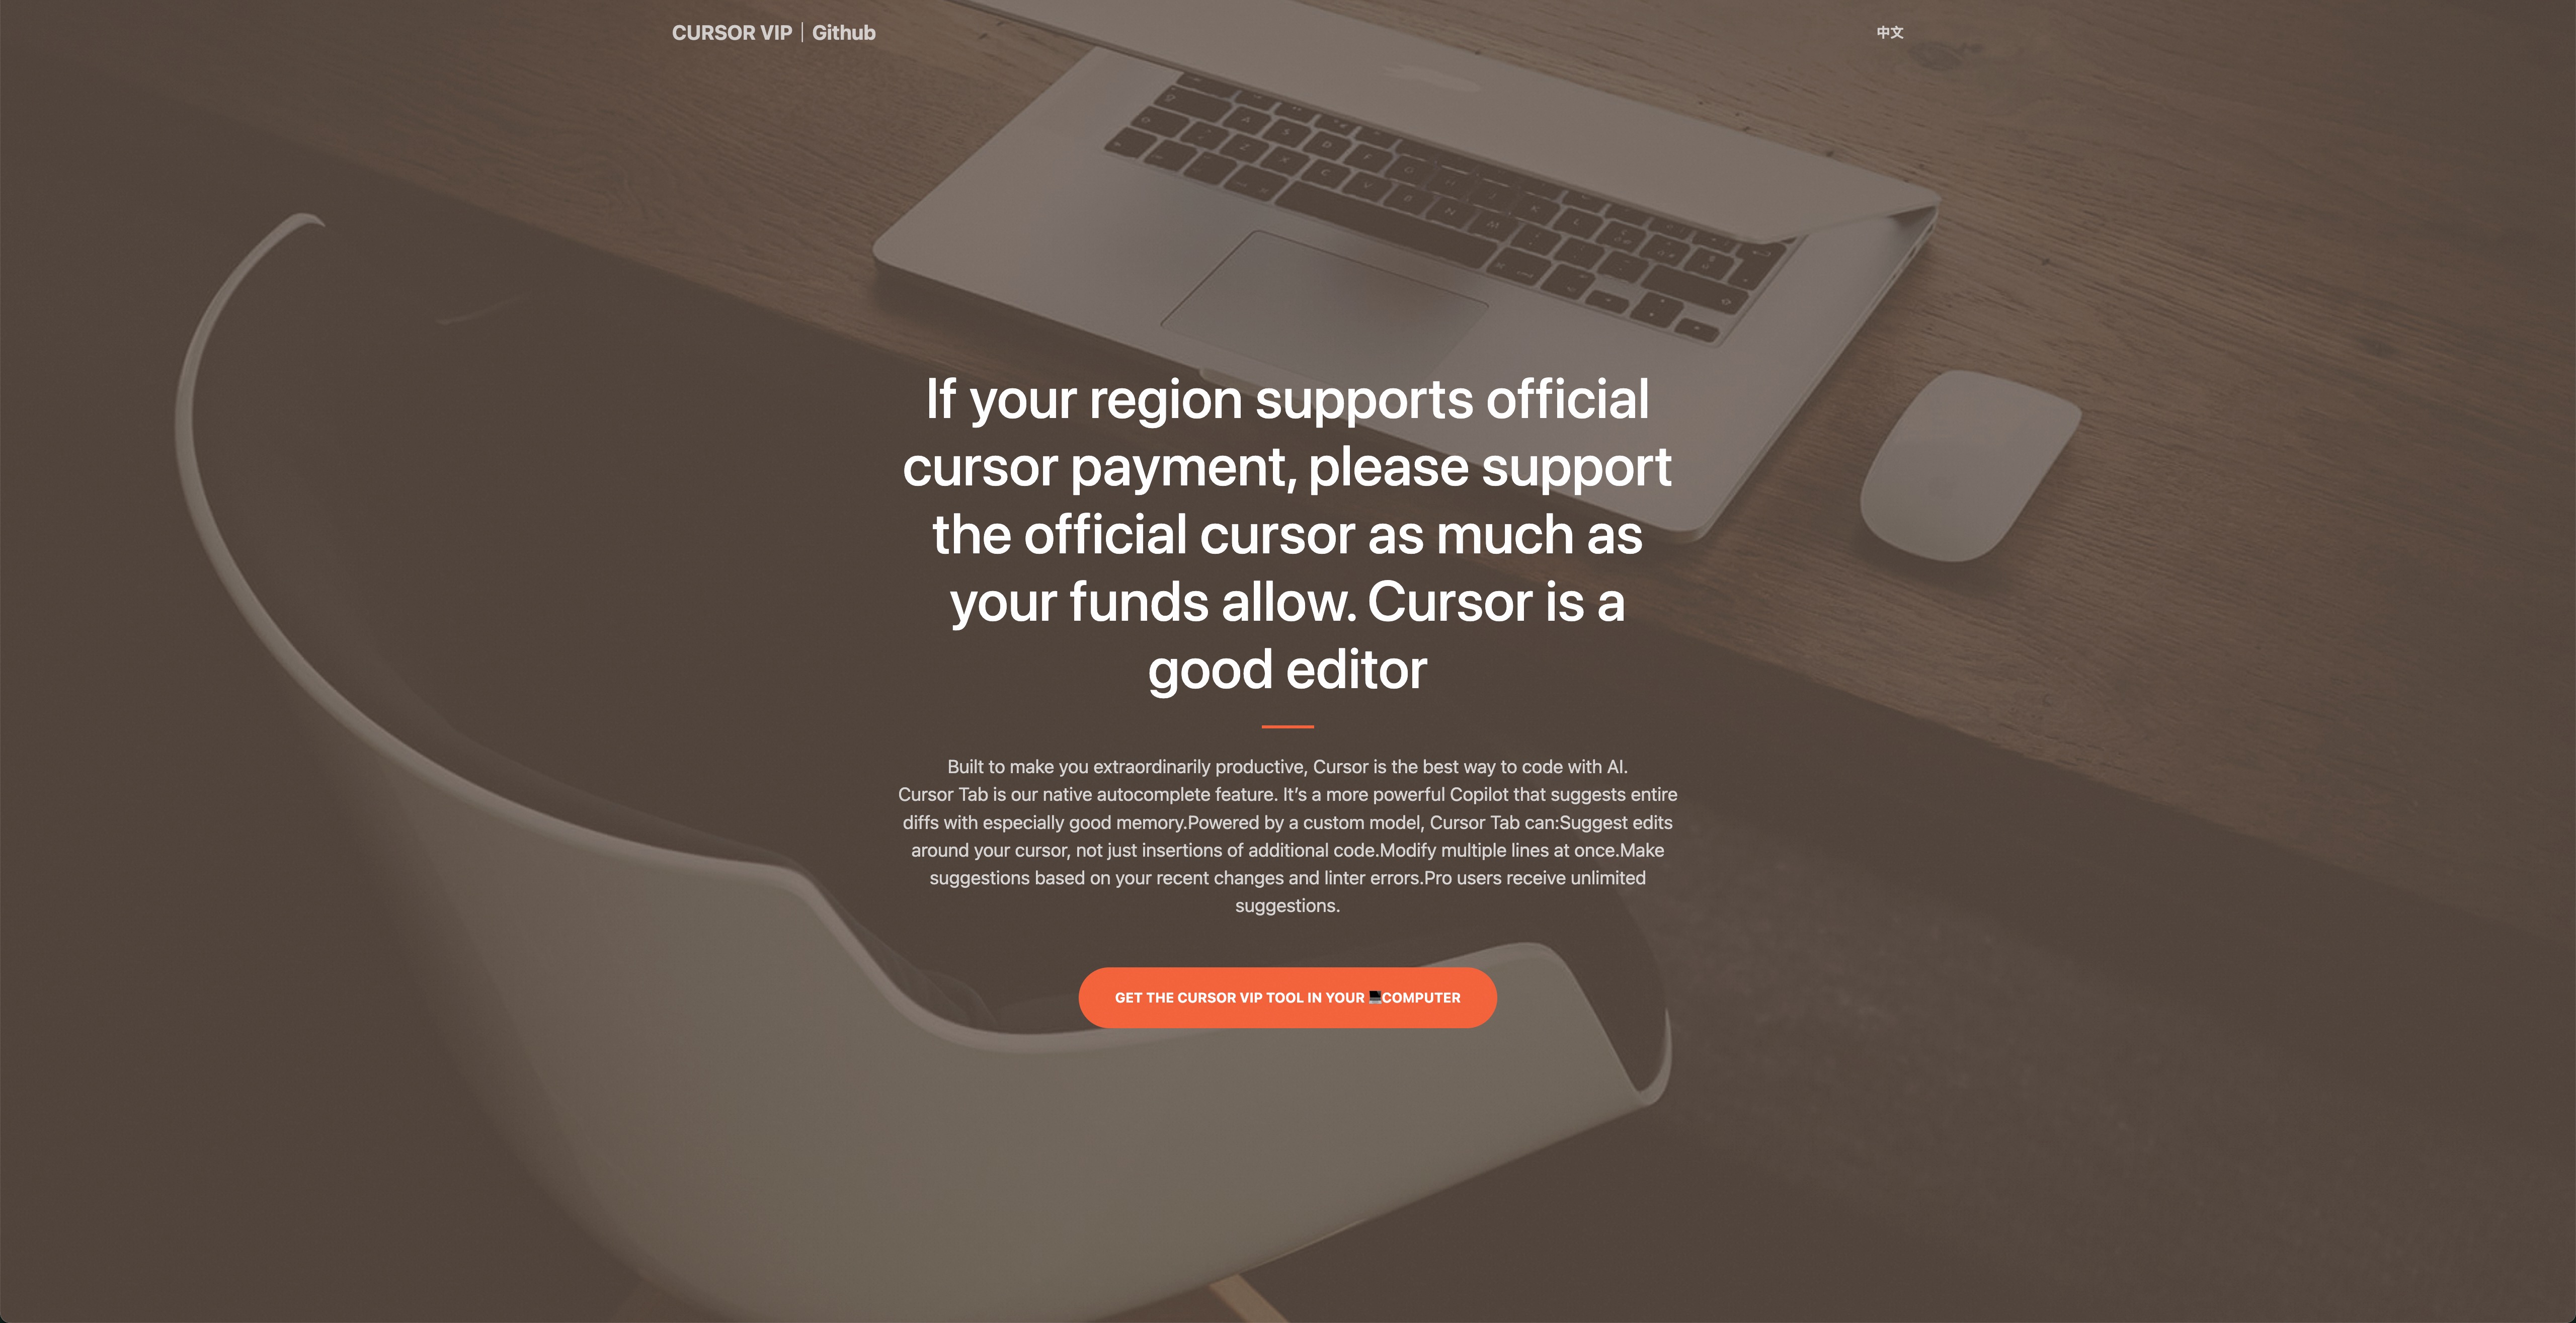 CURSOR VIP | Github
中文
If your region supports official
cursor payment, please support
the official cursor as much as
your funds allow. Cursor is a
good editor
Built to make you extraordinarily productive, Cursor is the best way to code with AI.
Cursor Tab is our native autocomplete feature. It’s a more powerful Copilot that suggests entire
diffs with especially good memory.Powered by a custom model, Cursor Tab can:Suggest edits
around your cursor, not just insertions of additional code.Modify multiple lines at once.Make
suggestions based on your recent changes and linter errors.Pro users receive unlimited
suggestions.
GET THE CURSOR VIP TOOL IN YOUR 💻COMPUTER